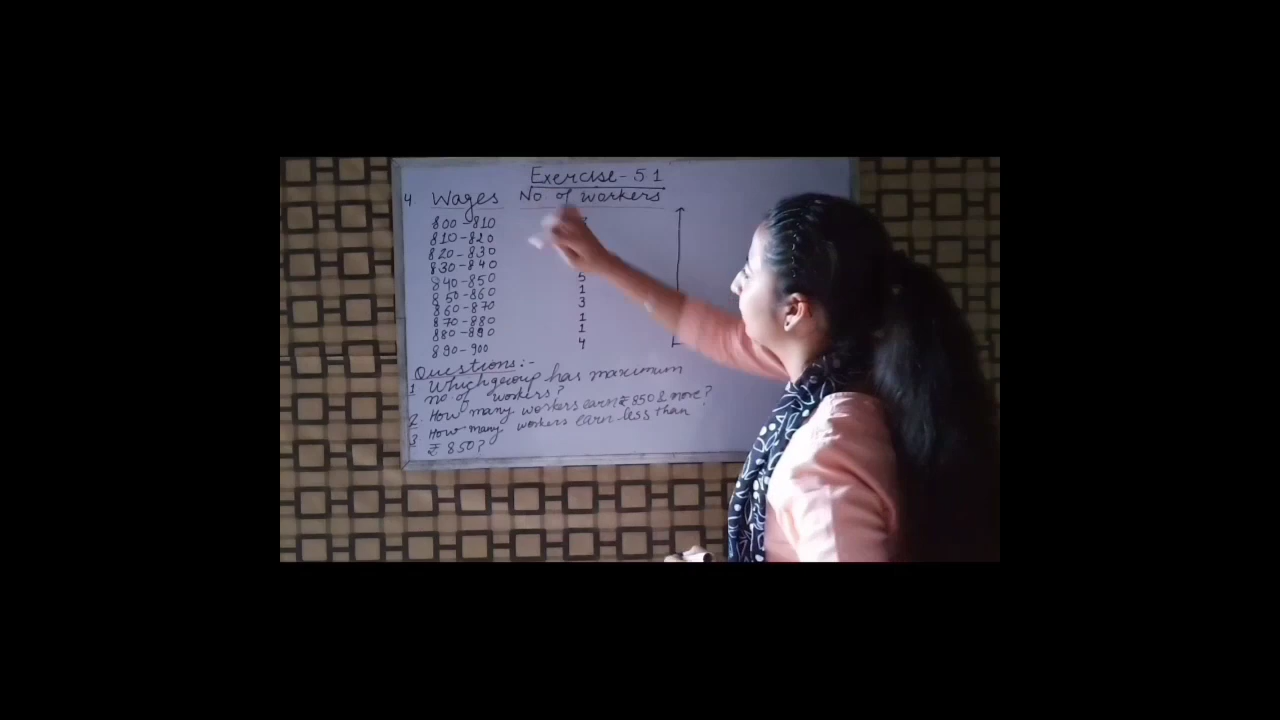 Exercise - 5 1
4. Wages No. of workers
800 - 810
810 - 820
820 - 830
830 - 840
840 - 850 5
850 - 860 1
860 - 870 3
870 - 880 1
880 - 890 1
890 - 900 4
Questions:-
1 Which group has maximum
no of workers?
2. How many workers earn ₹ 850 & more?
3 How many workers earn less than
₹ 850?